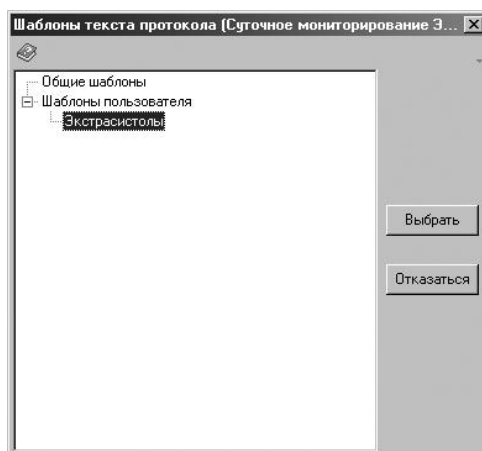 Шаблоны текста протокола (Суточное мониторирование Э...
Общие шаблоны
Шаблоны пользователя
Экстрасистолы
Выбрать
Отказаться